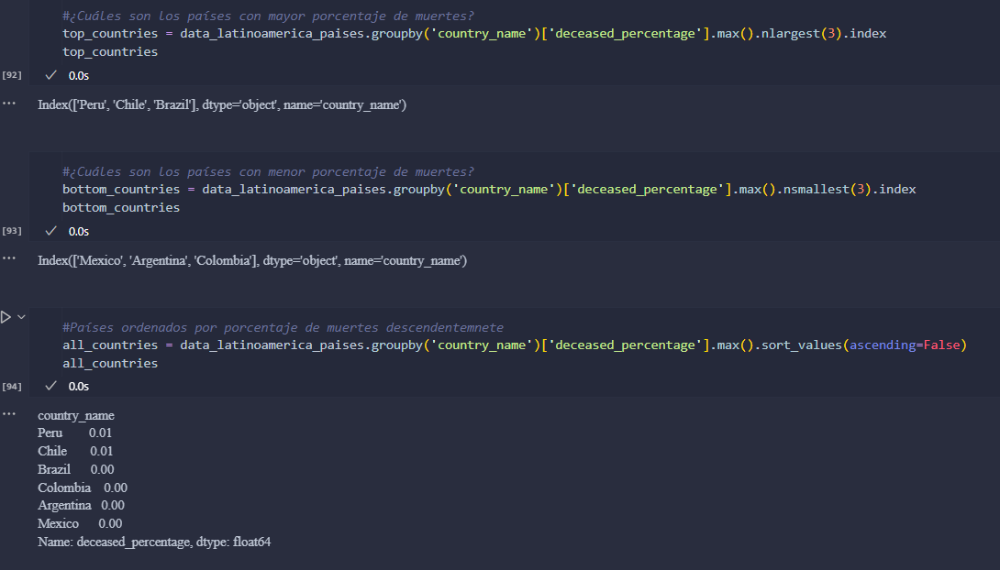 #¿Cuáles son los países con mayor porcentaje de muertes?
top_countries = data_latinoamerica_paises.groupby('country_name')['deceased_percentage'].max().nlargest(3).index
top_countries
[92] ✓ 0.0s
... Index(['Peru', 'Chile', 'Brazil'], dtype='object', name='country_name')
#¿Cuáles son los países con menor porcentaje de muertes?
bottom_countries = data_latinoamerica_paises.groupby('country_name')['deceased_percentage'].max().nsmallest(3).index
bottom_countries
[93] ✓ 0.0s
... Index(['Mexico', 'Argentina', 'Colombia'], dtype='object', name='country_name')
#Países ordenados por porcentaje de muertes descendentemnete
all_countries = data_latinoamerica_paises.groupby('country_name')['deceased_percentage'].max().sort_values(ascending=False)
all_countries
[94] ✓ 0.0s
... country_name
Peru 0.01
Chile 0.01
Brazil 0.00
Colombia 0.00
Argentina 0.00
Mexico 0.00
Name: deceased_percentage, dtype: float64